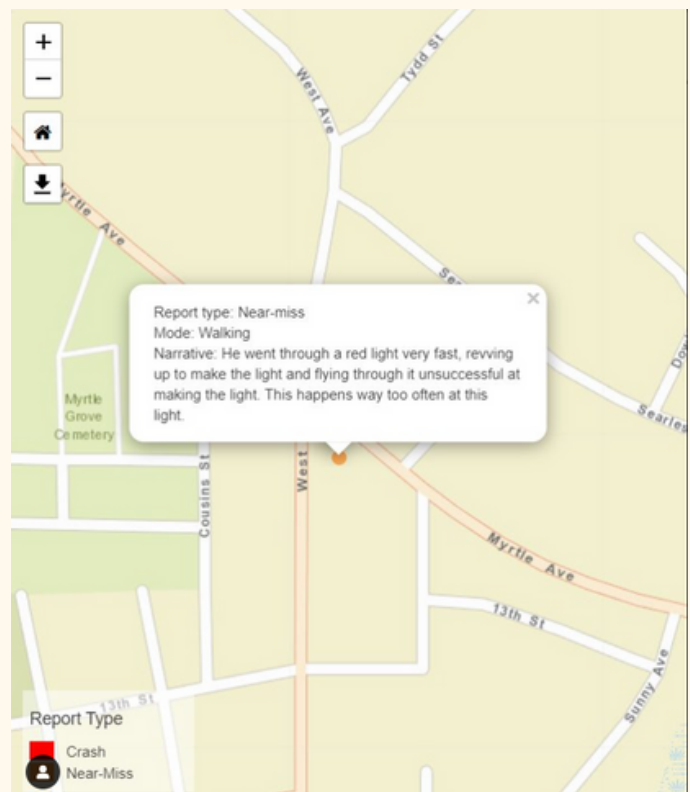 +
West Ave
Tydd St
−
Myrtle Ave
Sea
Report type: Near-miss
Mode: Walking
Narrative: He went through a red light very fast, revving
up to make the light and flying through it unsuccessful at
making the light. This happens way too often at this
light.
×
Myrtle
Grove
Cemetery
Searles
Cousins St
West
Myrtle Ave
13th St
Sunny Ave
13th St
Report Type
Crash
Near-Miss